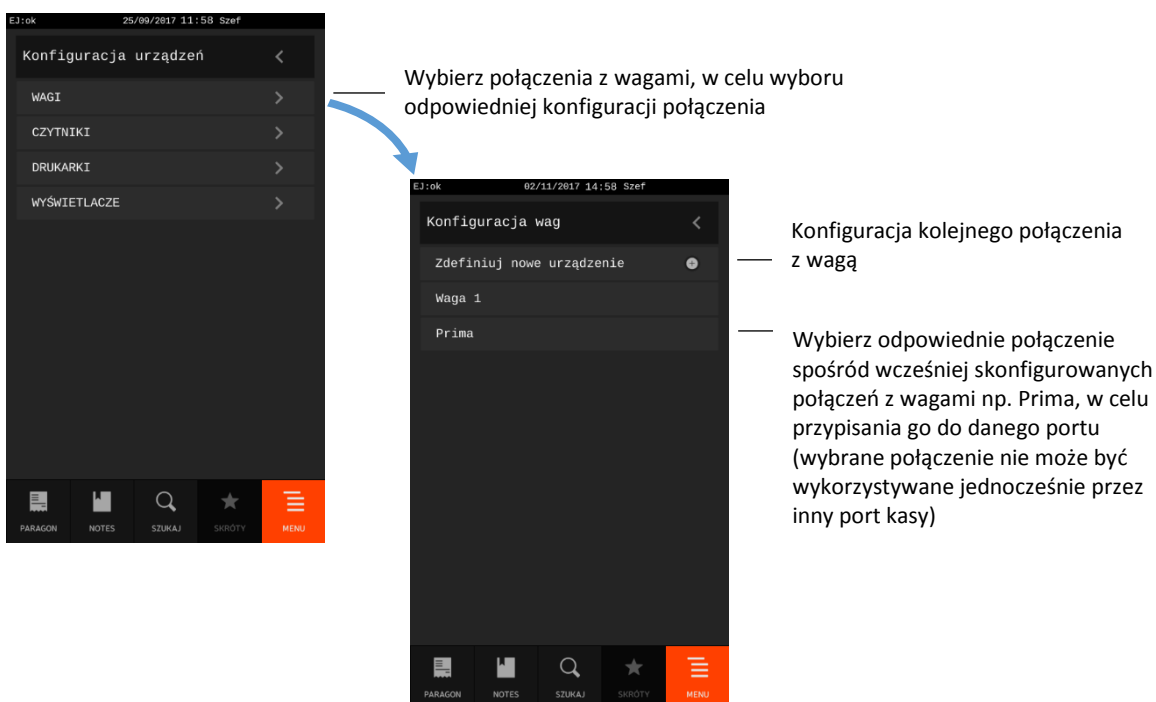 EJ:ok 25/09/2017 11:58 Szef
Konfiguracja urządzeń
WAGI
CZYTNIKI
DRUKARKI
WYŚWIETLACZE
PARAGON NOTES SZUKAJ SKRÓTY MENU
Wybierz połączenia z wagami, w celu wyboru
odpowiedniej konfiguracji połączenia
EJ:ok 02/11/2017 14:58 Szef
Konfiguracja wag
Zdefiniuj nowe urządzenie
Waga 1
Prima
PARAGON NOTES SZUKAJ SKRÓTY MENU
Konfiguracja kolejnego połączenia
z wagą
Wybierz odpowiednie połączenie
spośród wcześniej skonfigurowanych
połączeń z wagami np. Prima, w celu
przypisania go do danego portu
(wybrane połączenie nie może być
wykorzystywane jednocześnie przez
inny port kasy)